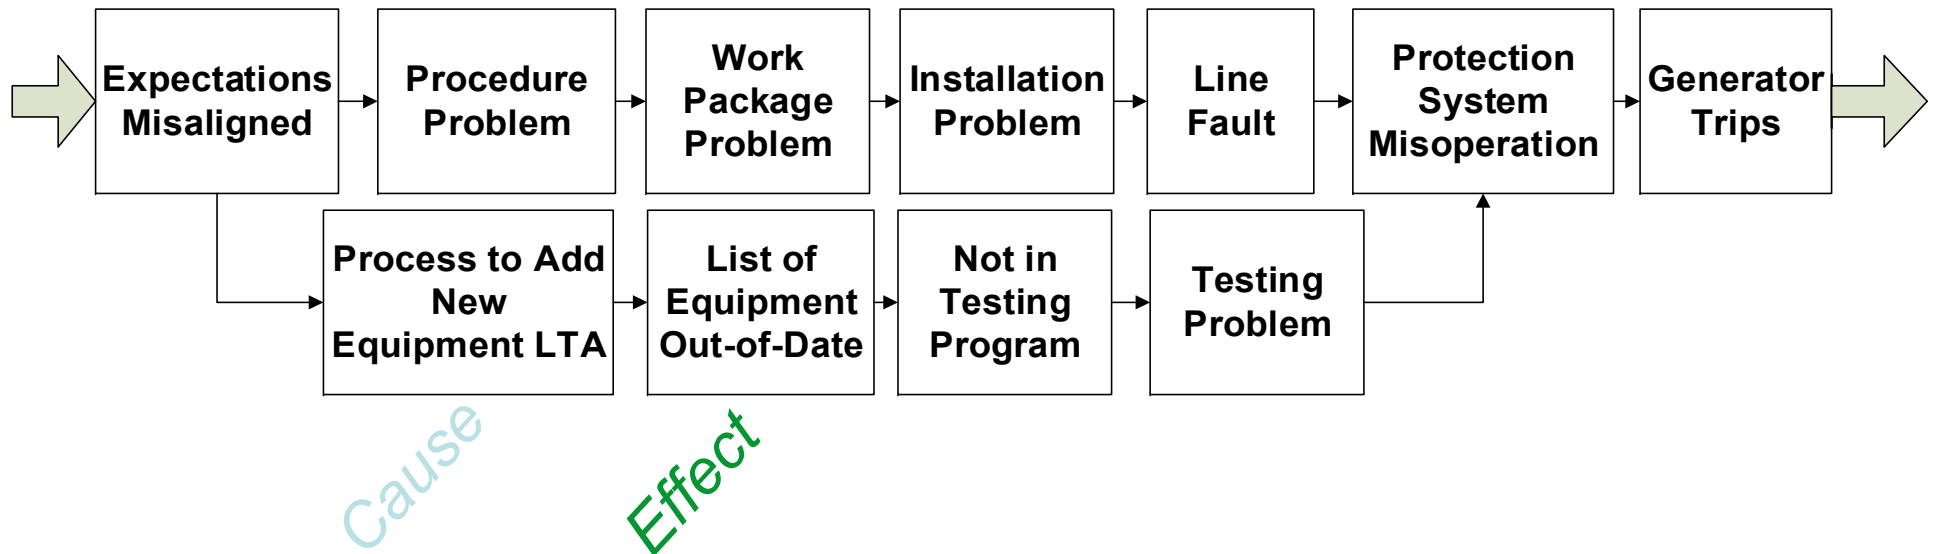 Expectations
Misaligned
Procedure
Problem
Work
Package
Problem
Installation
Problem
Line
Fault
Protection
System
Misoperation
Generator
Trips
Process to Add
New
Equipment LTA
List of
Equipment
Out-of-Date
Not in
Testing
Program
Testing
Problem
Cause
Effect